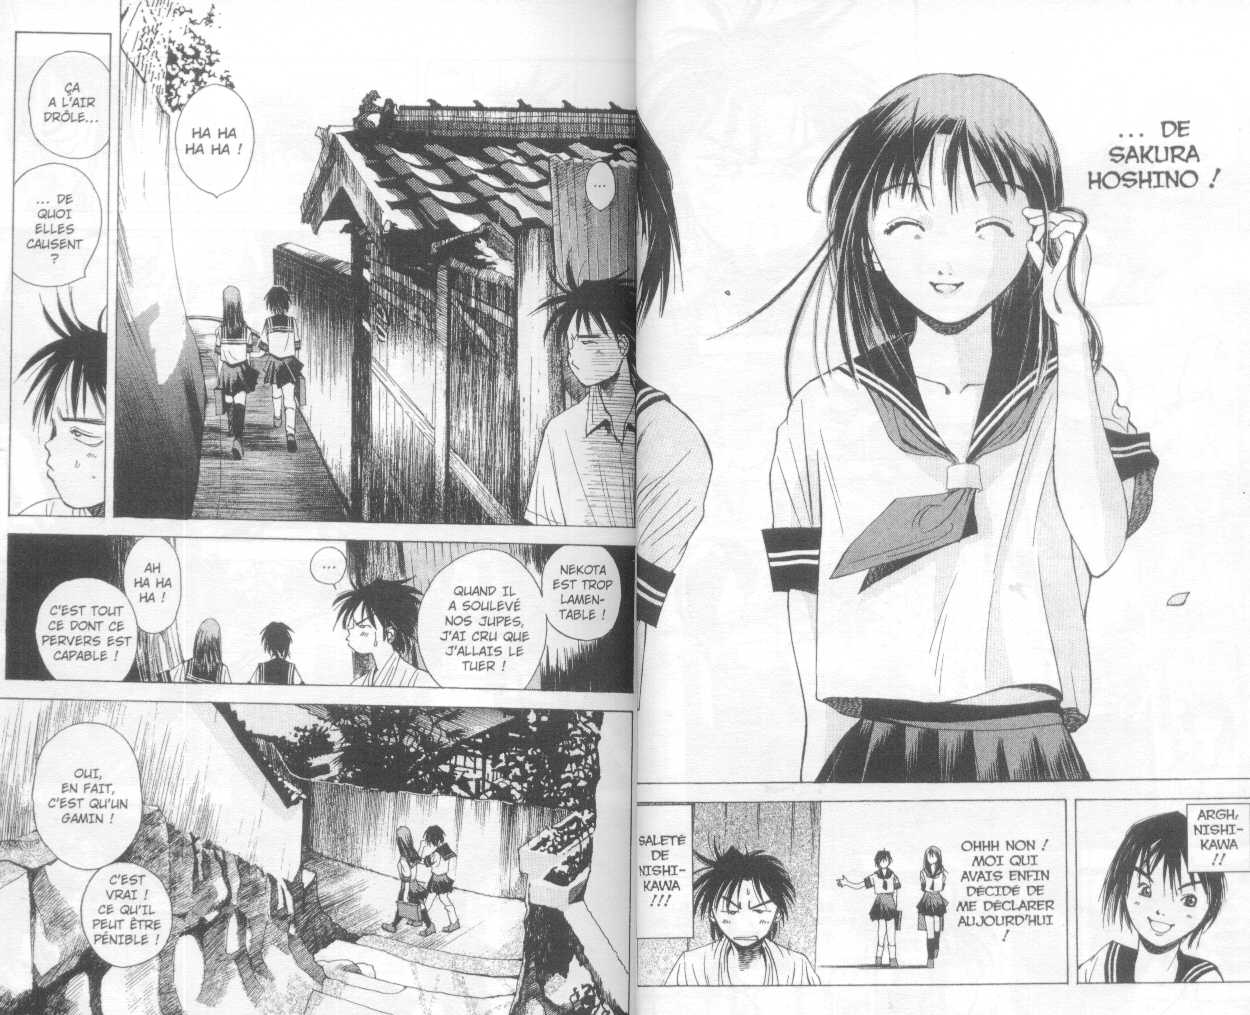 ... DE
SAKURA
HOSHINO !
ARGH,
NISHI-
KAWA
!!
OHHH NON !
MOI QUI
AVAIS ENFIN
DÉCIDÉ DE
ME DÉCLARER
AUJOURD'HUI
!
SALETÉ
DE
NISHI-
KAWA
!!!
...
HA HA
HA HA !
ÇA
A L'AIR
DRÔLE...
... DE
QUOI
ELLES
CAUSENT
?
NEKOTA
EST TROP
LAMEN-
TABLE !
QUAND IL
A SOULEVÉ
NOS JUPES,
J'AI CRU QUE
J'ALLAIS LE
TUER !
...
AH
HA HA
HA !
C'EST TOUT
CE DONT CE
PERVERS EST
CAPABLE !
OUI,
EN FAIT,
C'EST QU'UN
GAMIN !
C'EST
VRAI !
CE QU'IL
PEUT ÊTRE
PÉNIBLE !